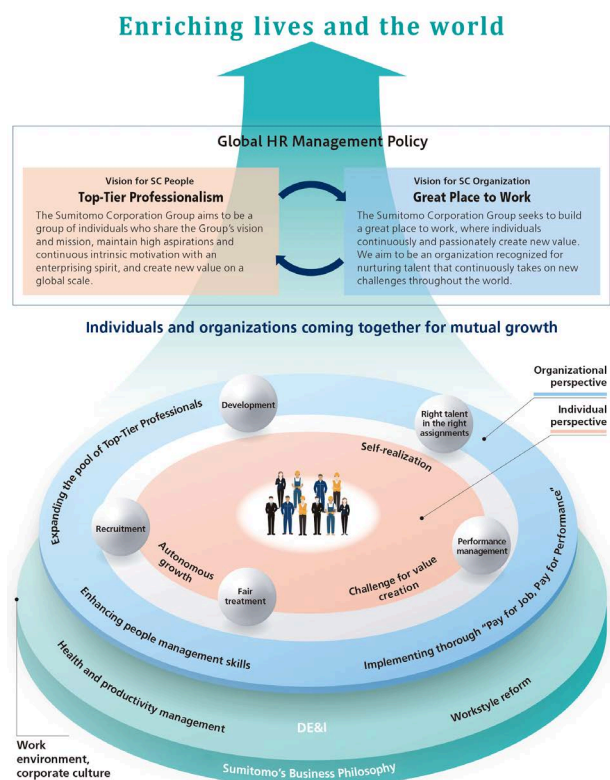 Enriching lives and the world
Global HR Management Policy
Vision for SC People
Top-Tier Professionalism
The Sumitomo Corporation Group aims to be a
group of individuals who share the Group's vision
and mission, maintain high aspirations and
continuous intrinsic motivation with an
enterprising spirit, and create new value on a
global scale.
Vision for SC Organization
Great Place to Work
The Sumitomo Corporation Group seeks to build
a great place to work, where individuals
continuously and passionately create new value.
We aim to be an organization recognized for
nurturing talent that continuously takes on new
challenges throughout the world.
Individuals and organizations coming together for mutual growth
Organizational
perspective
Individual
perspective
Expanding the pool of Top-Tier Professionals
Development
Right talent
in the right
assignments
Self-realization
Recruitment
Autonomous
growth
Fair
treatment
Challenge for value
creation
Performance
management
Enhancing people management skills
Implementing thorough "Pay for Job, Pay for Performance"
Health and productivity management
DE&I
Workstyle reform
Work
environment,
corporate culture
Sumitomo's Business Philosophy